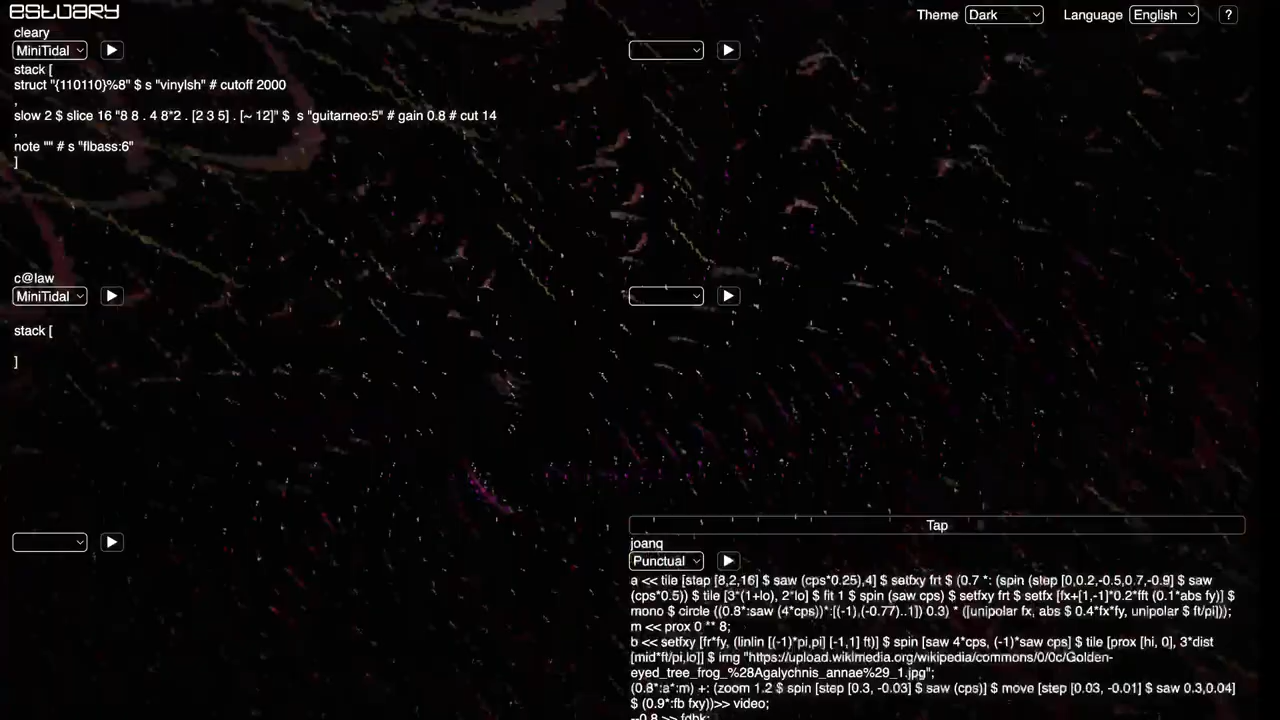 estuary
Theme Dark Language English ?
cleary
MiniTidal
stack [
struct "{110110}%8" $ s "vinylsh" # cutoff 2000
,
slow 2 $ slice 16 "8 8 . 4 8*2 . [2 3 5] . [~ 12]" $ s "guitarneo:5" # gain 0.8 # cut 14
,
note "" # s "flbass:6"
]
c@law
MiniTidal
stack [
]
Tap
joanq
Punctual
a << tile [step [8,2,16] $ saw (cps*0.25),4] $ setfxy frt $ (0.7 *: (spin (step [0,0.2,-0.5,0.7,-0.9] $ saw
(cps*0.5)) $ tile [3*(1+lo), 2*lo] $ fit 1 $ spin (saw cps) $ setfxy frt $ setfx [fx+[1,-1]*0.2*fft (0.1*abs fy)] $
mono $ circle ((0.8*:saw (4*cps))*:[(-1),(-0.77)..1]) 0.3) * ([unipolar fx, abs $ 0.4*fx*fy, unipolar $ ft/pi]));
m << prox 0 ** 8;
b << setfxy [fr*fy, (linlin [(-1)*pi,pi] [-1,1] ft)] $ spin [saw 4*cps, (-1)*saw cps] $ tile [prox [hi, 0], 3*dist
[mid*ft/pi,lo]] $ img "https://upload.wikimedia.org/wikipedia/commons/0/0c/Golden-
eyed_tree_frog_%28Agalychnis_annae%29_1.jpg";
(0.8*:a*:m) +: (zoom 1.2 $ spin [step [0.3, -0.03] $ saw (cps)] $ move [step [0.03, -0.01] $ saw 0.3,0.04]
$ (0.9*:fb fxy))>> video;
--0.8 >> fdbk;